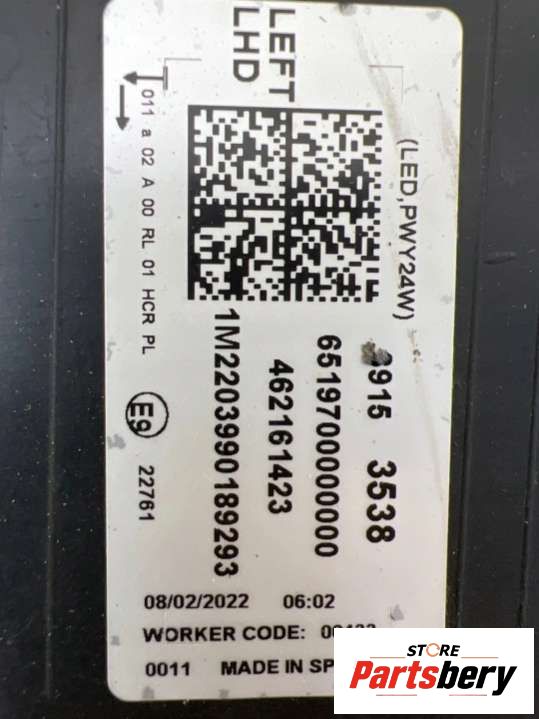 LEFT
LHD
(LED,PWY24W)
915 3538
651970000000
462161423
1M2203990189293
011 a 02 A 00 RL 01 HCR PL
E9 22761
08/02/2022 06:02
WORKER CODE:
0011 MADE IN
STORE
Partsbery